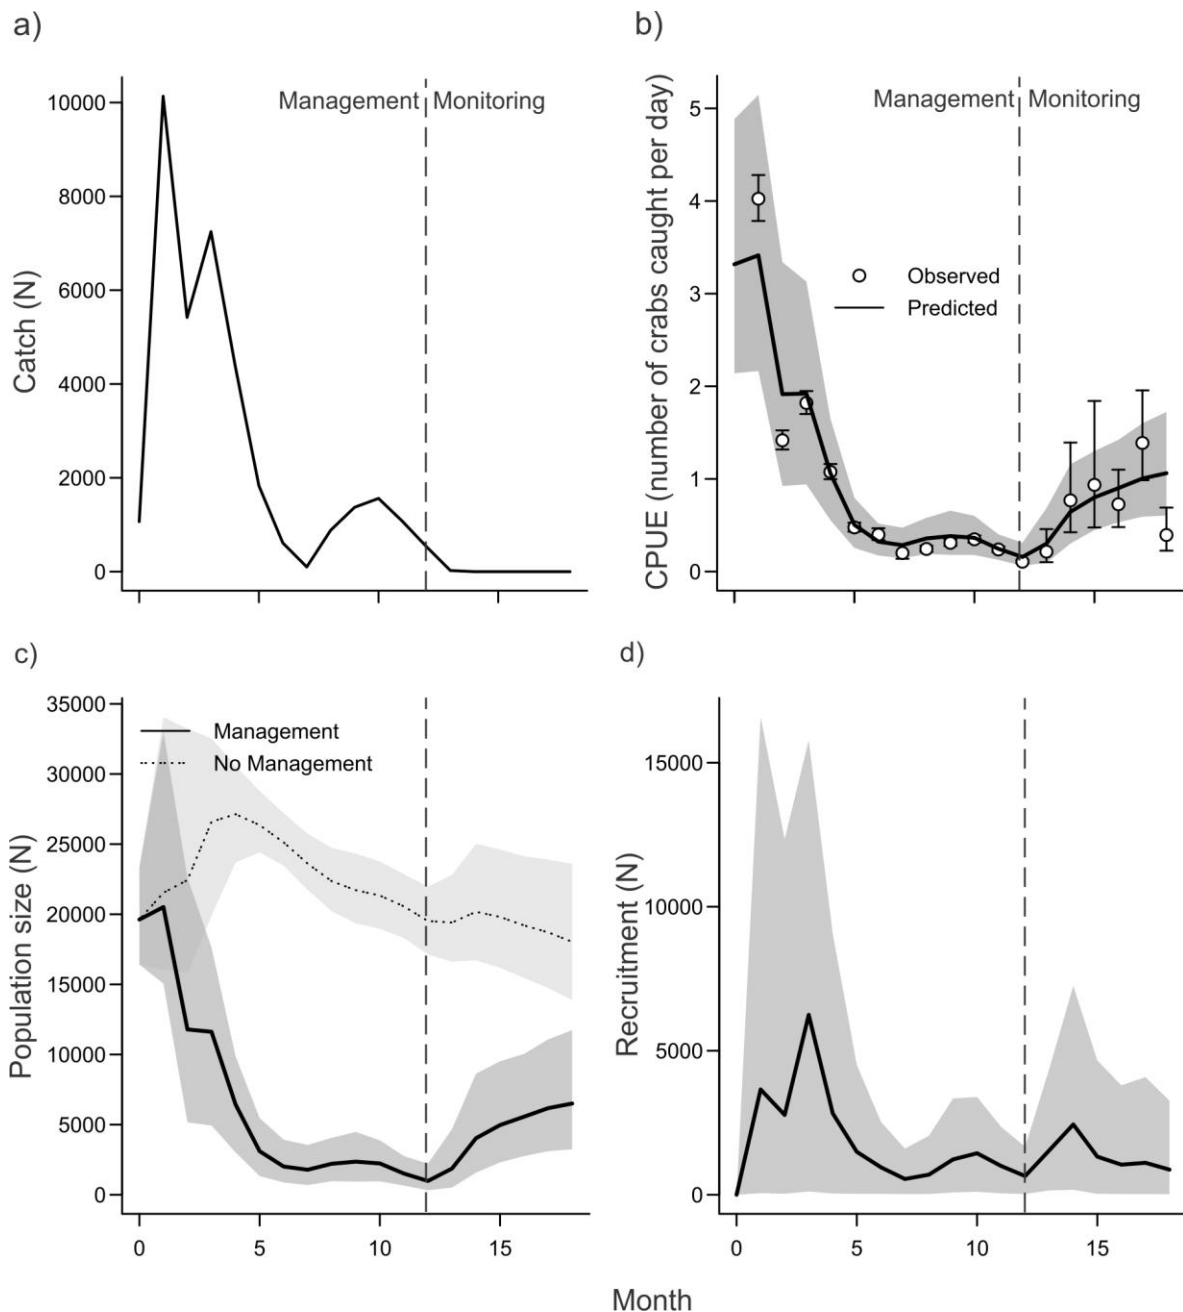 a)
Management Monitoring
Catch (N)
10000
8000
6000
4000
2000
0
b)
Management Monitoring
CPUE (number of crabs caught per day)
5
4
3
2
1
0
Observed
Predicted
c)
Population size (N)
35000
30000
25000
20000
15000
10000
5000
0
Management
No Management
0 5 10 15
d)
Recruitment (N)
15000
10000
5000
0
0 5 10 15
Month